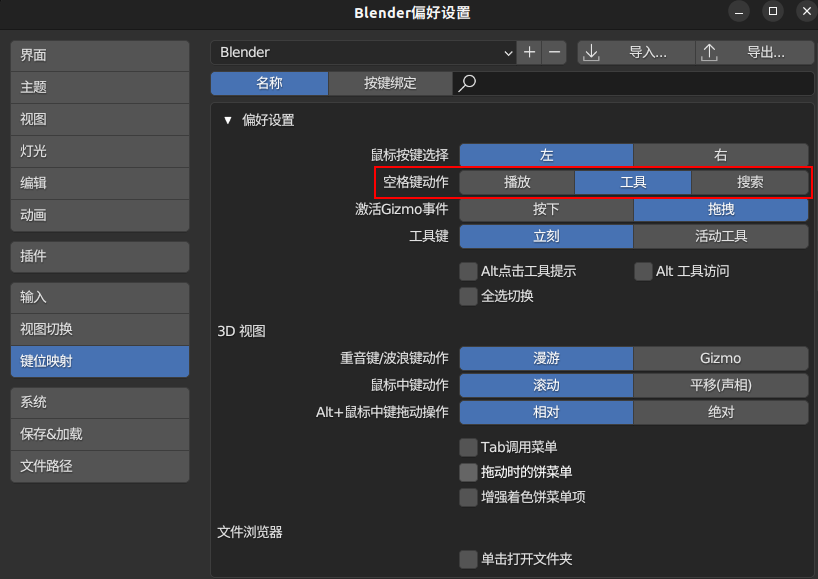 Blender偏好设置
界面
主题
视图
灯光
编辑
动画
插件
输入
视图切换
键位映射
系统
保存&加载
文件路径
Blender 导入... 导出...
名称 按键绑定
偏好设置
鼠标按键选择 左 右
空格键动作 播放 工具 搜索
激活Gizmo事件 按下 拖拽
工具键 立刻 活动工具
Alt点击工具提示 Alt 工具访问
全选切换
3D 视图
重音键/波浪键动作 漫游 Gizmo
鼠标中键动作 滚动 平移(声相)
Alt+鼠标中键拖动操作 相对 绝对
Tab调用菜单
拖动时的饼菜单
增强着色饼菜单项
文件浏览器
单击打开文件夹